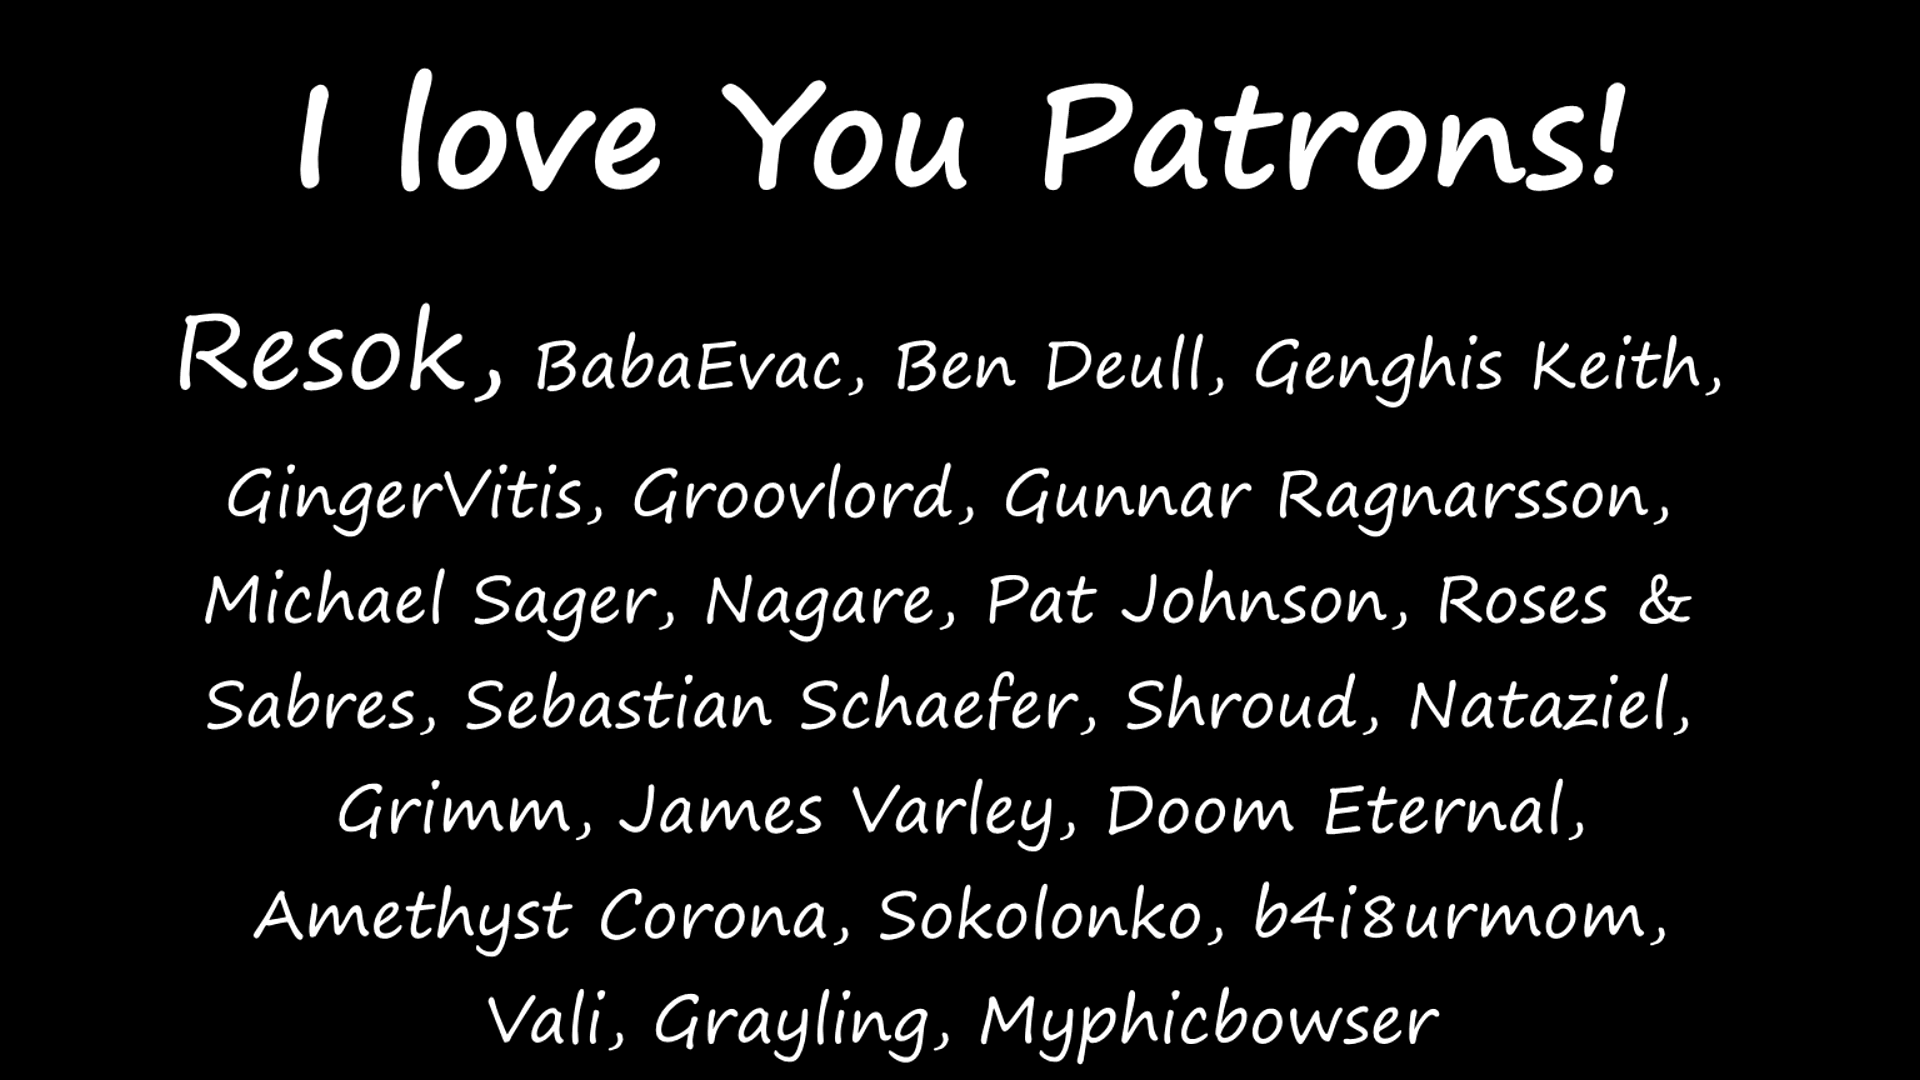 I love You Patrons!
Resok, BabaEvac, Ben Deull, Genghis Keith,
GingerVitis, Groovlord, Gunnar Ragnarsson,
Michael Sager, Nagare, Pat Johnson, Roses &
Sabres, Sebastian Schaefer, Shroud, Nataziel,
Grimm, James Varley, Doom Eternal,
Amethyst Corona, Sokolonko, b4i8urmom,
Vali, Grayling, Myphicbowser